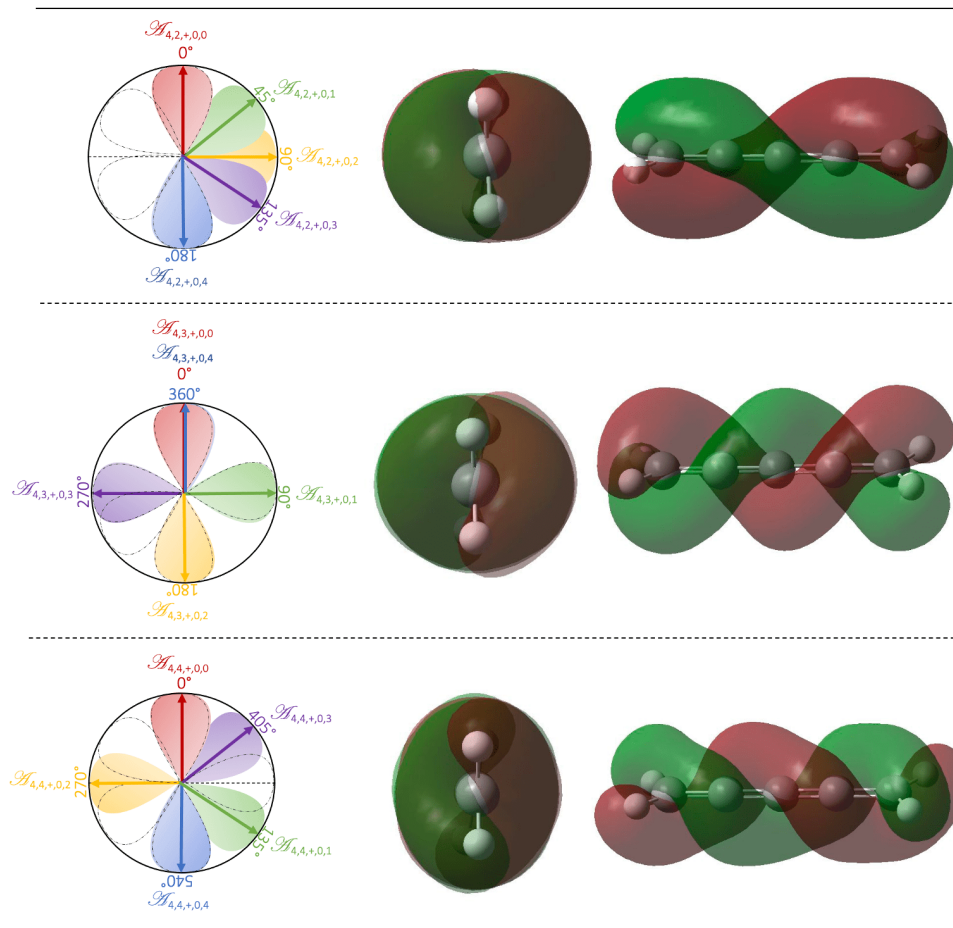 𝒜4,2,+,0,0
0°
45°
𝒜4,2,+,0,1
90°
𝒜4,2,+,0,2
135°
𝒜4,2,+,0,3
180°
𝒜4,2,+,0,4
𝒜4,3,+,0,0
𝒜4,3,+,0,4
0°
360°
𝒜4,3,+,0,3
270°
90°
𝒜4,3,+,0,1
180°
𝒜4,3,+,0,2
𝒜4,4,+,0,0
0°
405°
𝒜4,4,+,0,3
𝒜4,4,+,0,2
270°
135°
𝒜4,4,+,0,1
540°
𝒜4,4,+,0,4